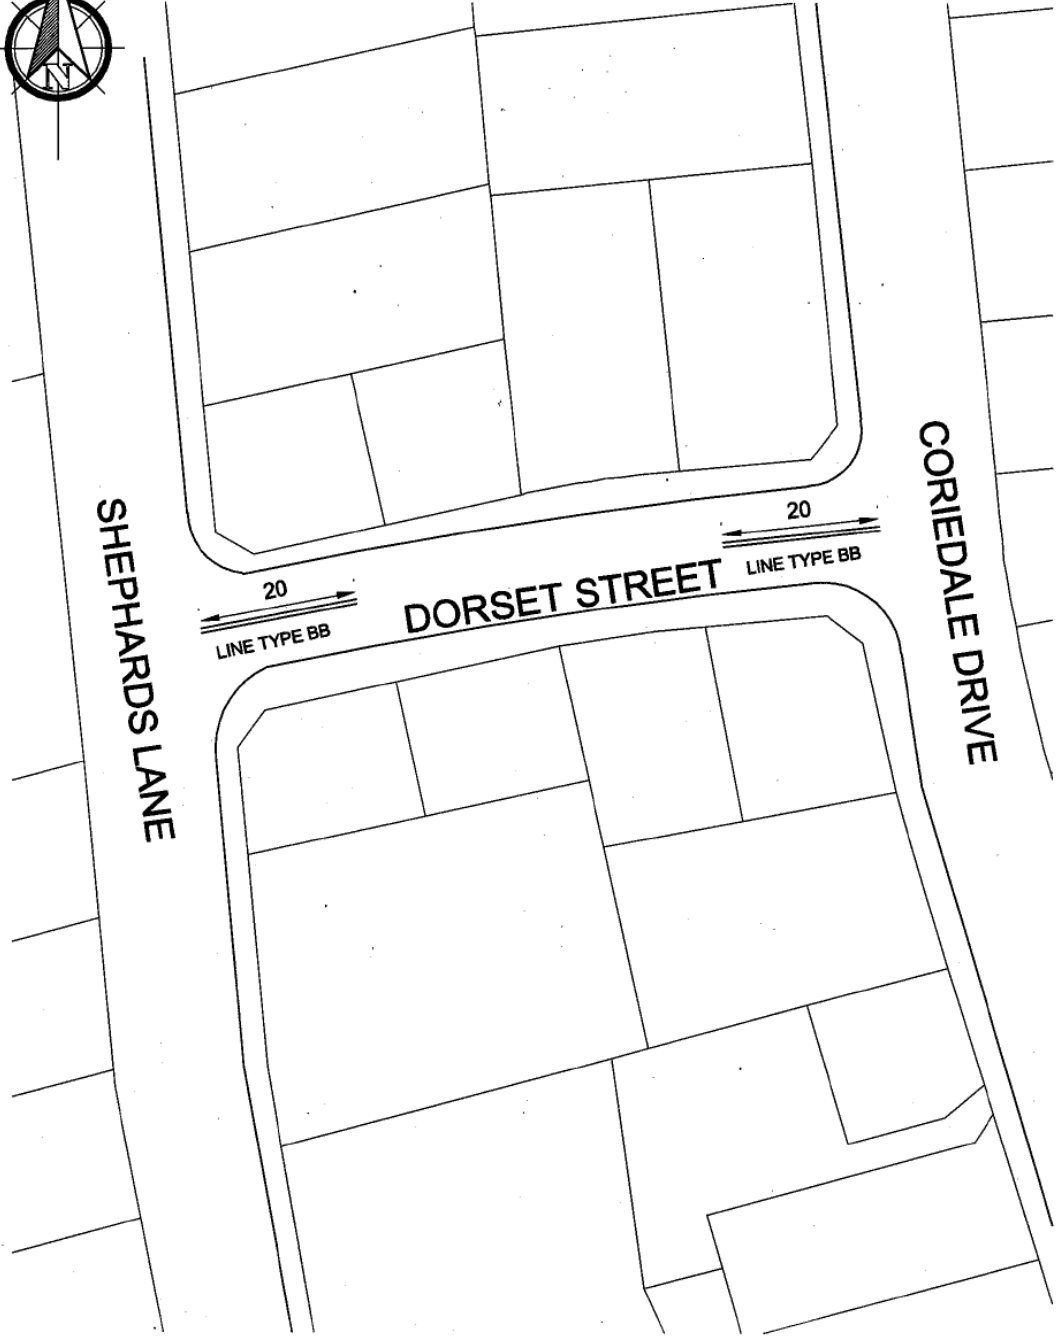 N
SHEPHARDS LANE
20
LINE TYPE BB
DORSET STREET
20
LINE TYPE BB
CORIEDALE DRIVE